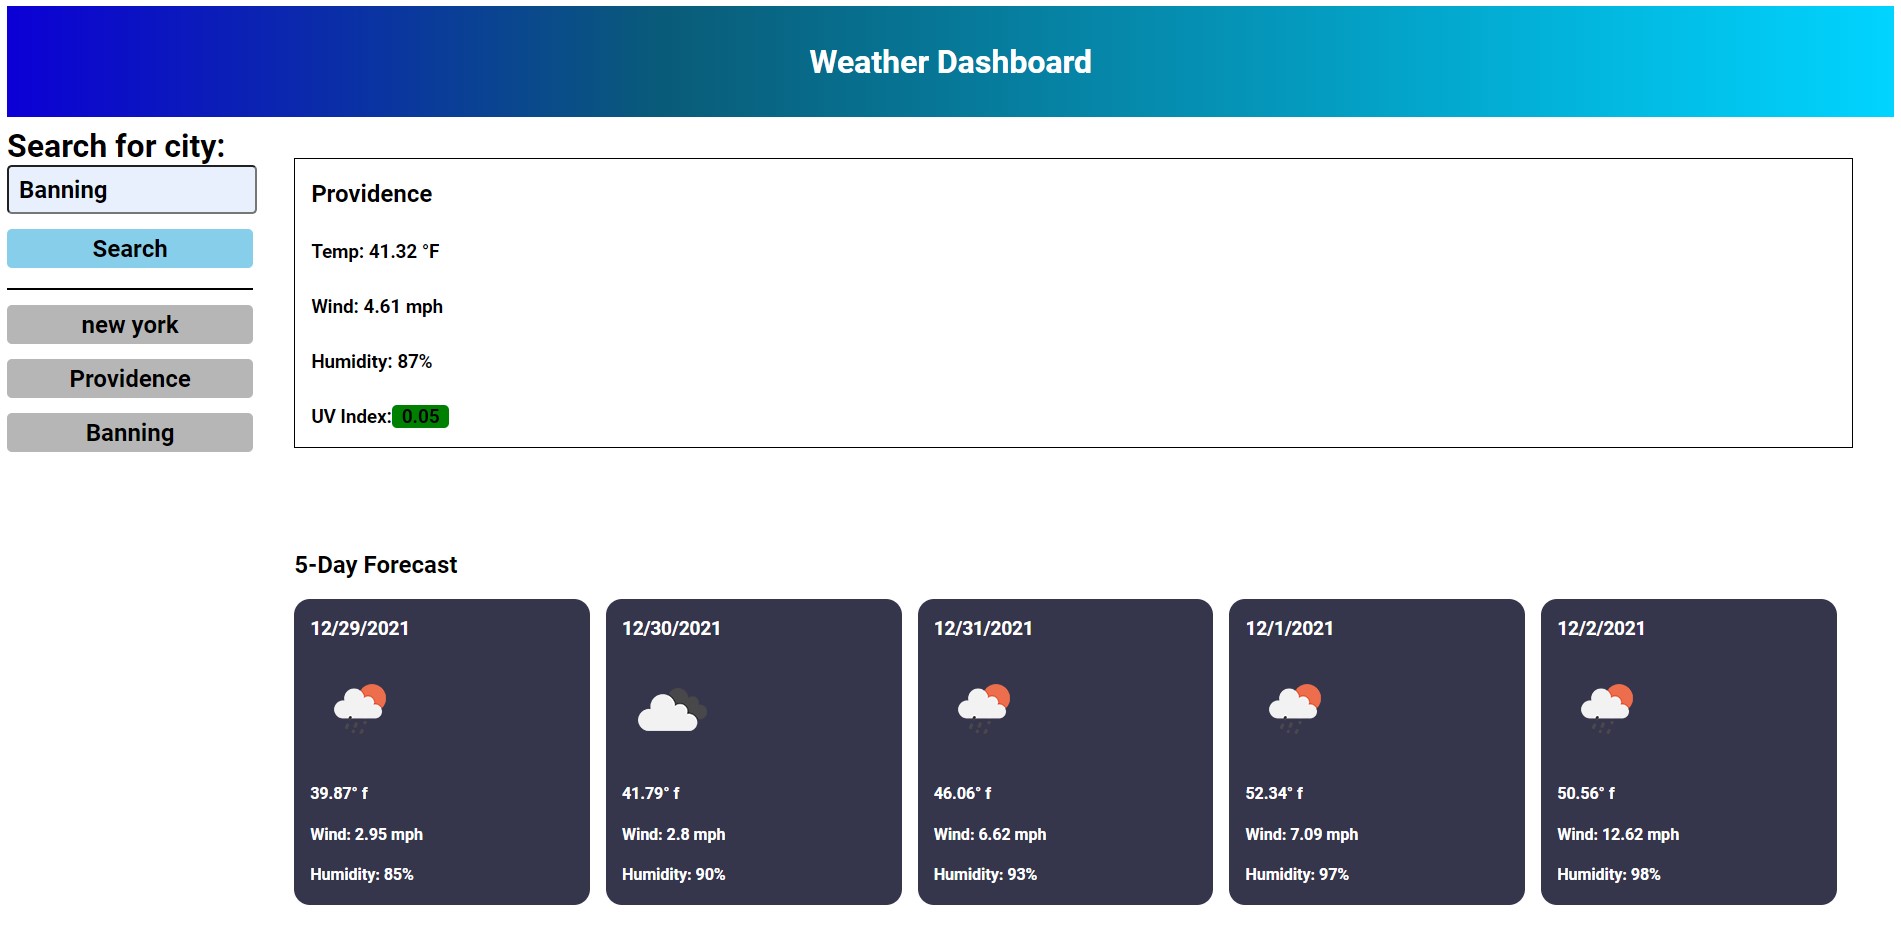 Weather Dashboard
Search for city:
Banning
Search
new york
Providence
Banning
Providence
Temp: 41.32 °F
Wind: 4.61 mph
Humidity: 87%
UV Index: 0.05
5-Day Forecast
12/29/2021
39.87° f
Wind: 2.95 mph
Humidity: 85%
12/30/2021
41.79° f
Wind: 2.8 mph
Humidity: 90%
12/31/2021
46.06° f
Wind: 6.62 mph
Humidity: 93%
12/1/2021
52.34° f
Wind: 7.09 mph
Humidity: 97%
12/2/2021
50.56° f
Wind: 12.62 mph
Humidity: 98%